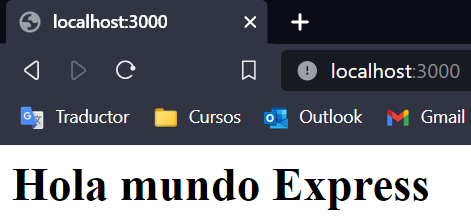 localhost:3000
localhost:3000
Traductor Cursos Outlook Gmail
Hola mundo Express